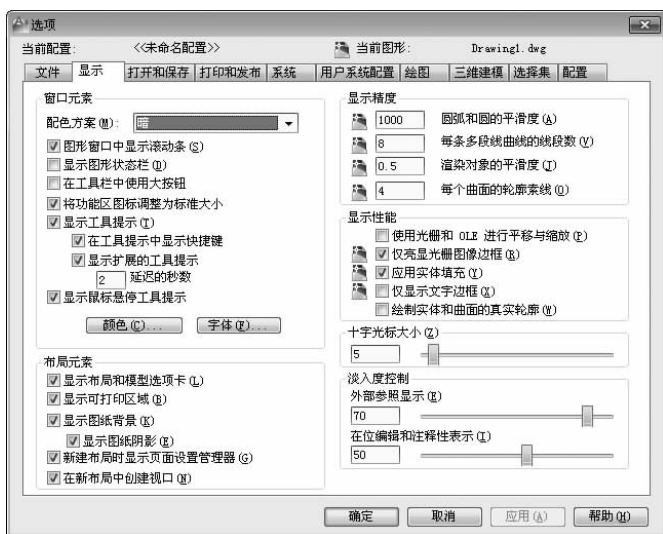 选项
当前配置: <<未命名配置>> 当前图形: Drawing1.dwg
文件 显示 打开和保存 打印和发布 系统 用户系统配置 绘图 三维建模 选择集 配置
窗口元素
配色方案(M): 暗
图形窗口中显示滚动条(S)
显示图形状态栏(D)
在工具栏中使用大按钮
将功能区图标调整为标准大小
显示工具提示(T)
在工具提示中显示快捷键
显示扩展的工具提示
2 延迟的秒数
显示鼠标悬停工具提示
颜色(C)... 字体(F)...
布局元素
显示布局和模型选项卡(L)
显示可打印区域(B)
显示图纸背景(K)
显示图纸阴影(E)
新建布局时显示页面设置管理器(G)
在新布局中创建视口(N)
显示精度
1000 圆弧和圆的平滑度(A)
8 每条多段线曲线的线段数(V)
0.5 渲染对象的平滑度(J)
4 每个曲面的轮廓素线(O)
显示性能
使用光栅和 OLE 进行平移与缩放(P)
仅亮显光栅图像边框(R)
应用实体填充(Y)
仅显示文字边框(X)
绘制实体和曲面的真实轮廓(W)
十字光标大小(Z)
5
淡入度控制
外部参照显示(E)
70
在位编辑和注释性表示(I)
50
确定 取消 应用(A) 帮助(H)